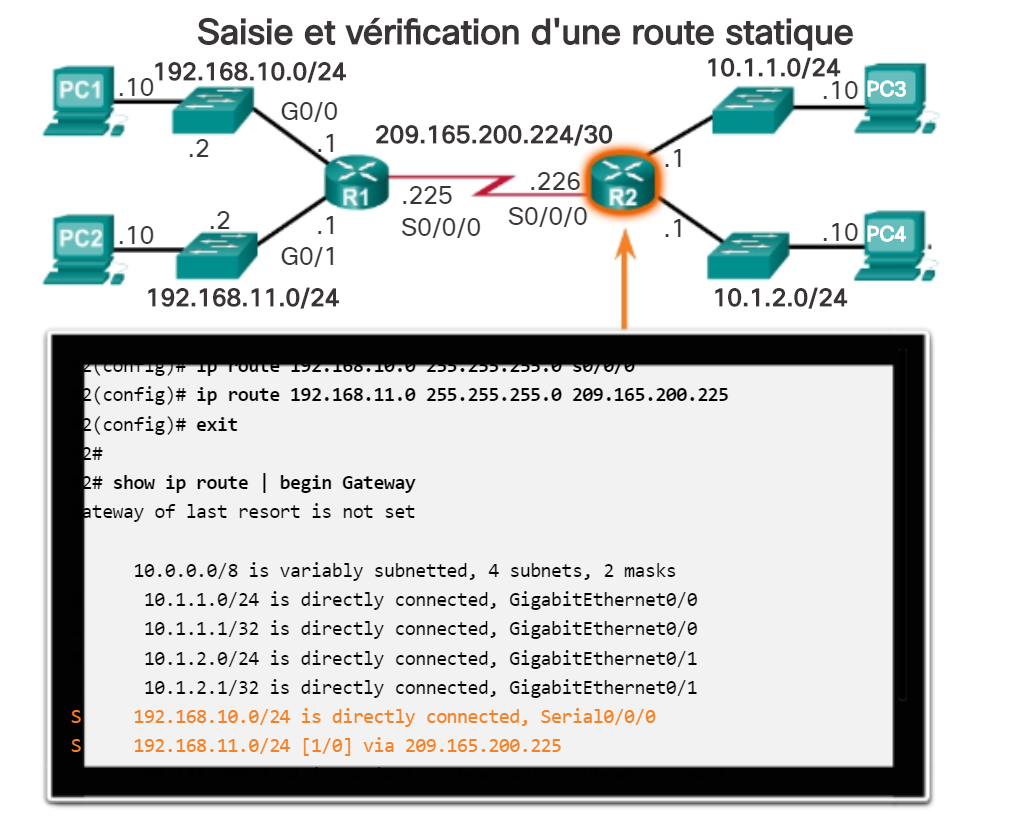 Saisie et vérification d'une route statique
PC1
.10
192.168.10.0/24
G0/0
.1
.2
209.165.200.224/30
10.1.1.0/24
.10
PC3
.1
R1
.225
S0/0/0
.226
S0/0/0
R2
PC2
.10
.2
.1
G0/1
192.168.11.0/24
.1
.10
PC4
.
10.1.2.0/24
2(config)# ip route 192.168.10.0 255.255.255.0 s0/0/0
2(config)# ip route 192.168.11.0 255.255.255.0 209.165.200.225
2(config)# exit
2#
2# show ip route | begin Gateway
ateway of last resort is not set
10.0.0.0/8 is variably subnetted, 4 subnets, 2 masks
10.1.1.0/24 is directly connected, GigabitEthernet0/0
10.1.1.1/32 is directly connected, GigabitEthernet0/0
10.1.2.0/24 is directly connected, GigabitEthernet0/1
10.1.2.1/32 is directly connected, GigabitEthernet0/1
S 192.168.10.0/24 is directly connected, Serial0/0/0
S 192.168.11.0/24 [1/0] via 209.165.200.225